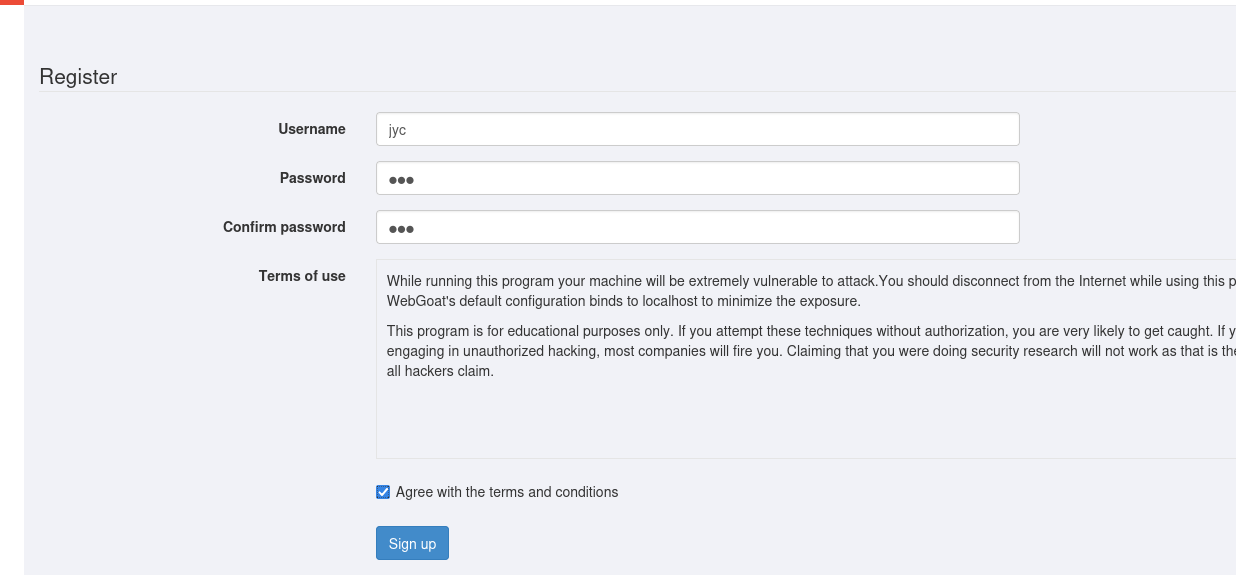 Register
Username
jyc
Password
●●●
Confirm password
●●●
Terms of use
While running this program your machine will be extremely vulnerable to attack.You should disconnect from the Internet while using this p
WebGoat's default configuration binds to localhost to minimize the exposure.
This program is for educational purposes only. If you attempt these techniques without authorization, you are very likely to get caught. If y
engaging in unauthorized hacking, most companies will fire you. Claiming that you were doing security research will not work as that is the
all hackers claim.
Agree with the terms and conditions
Sign up